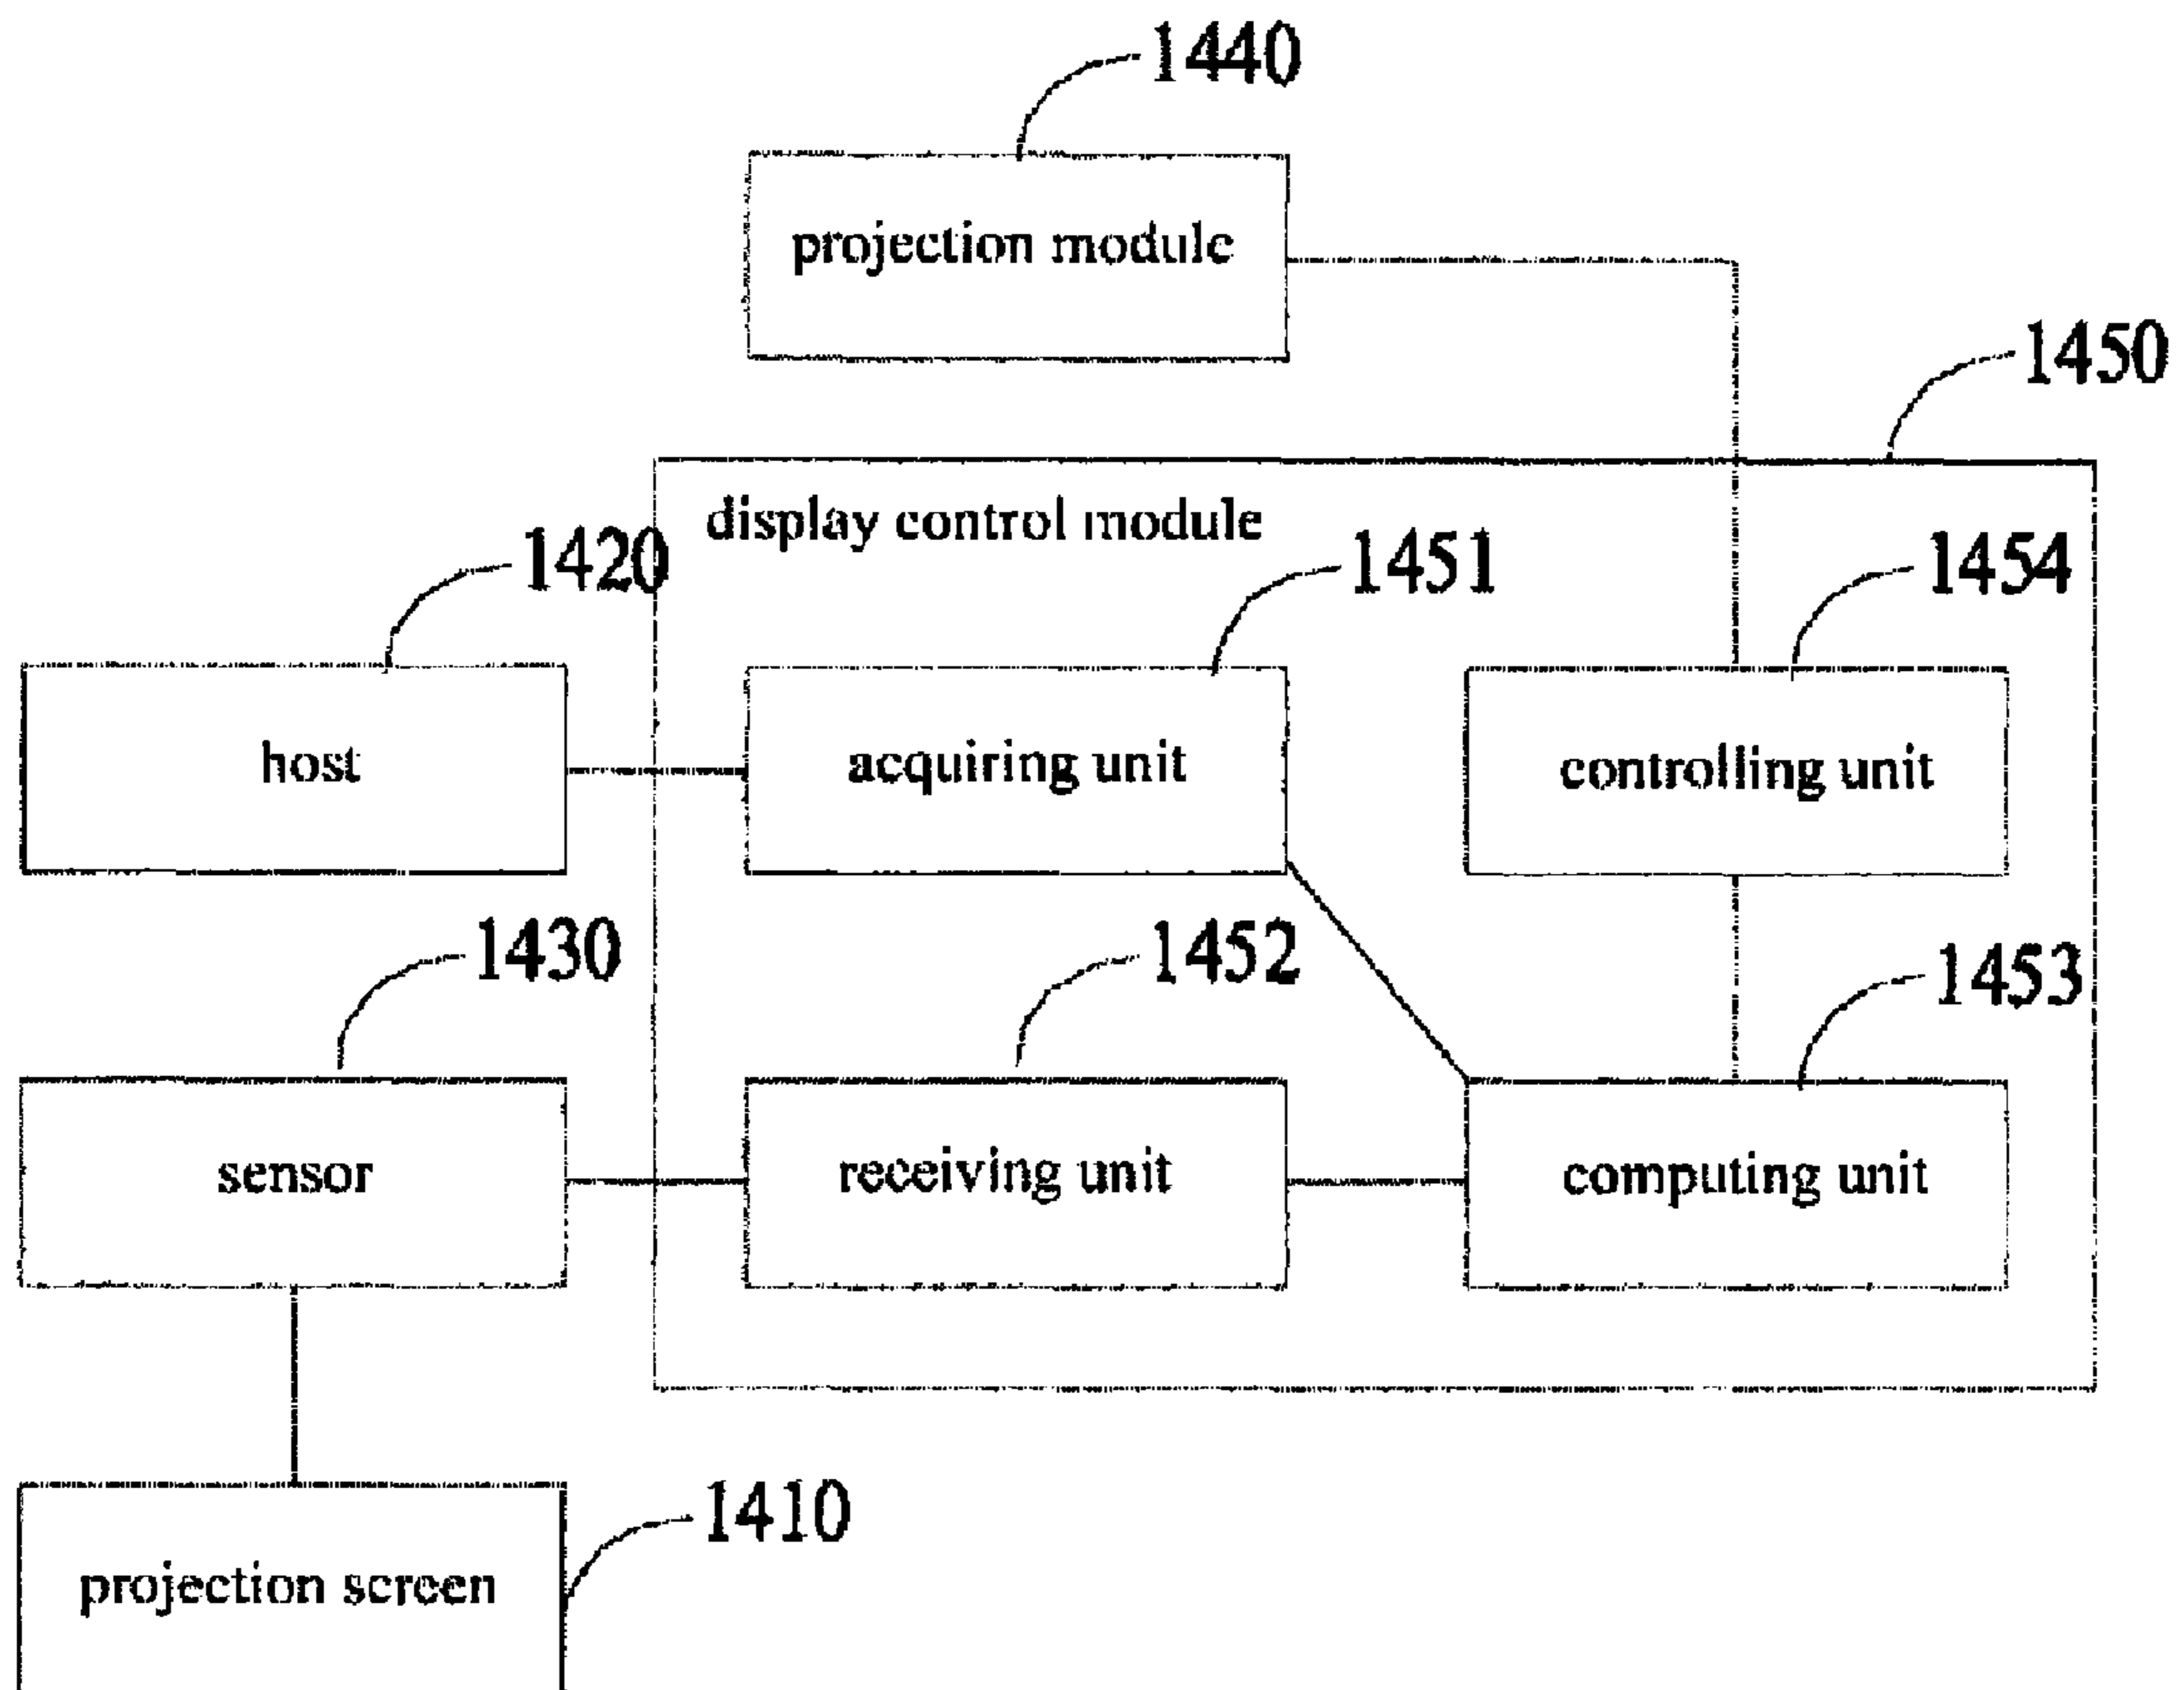 1440
projection module
1450
display control module
1420
1451
1454
host
acquiring unit
controlling unit
1430
1452
1453
sensor
receiving unit
computing unit
1410
projection screen